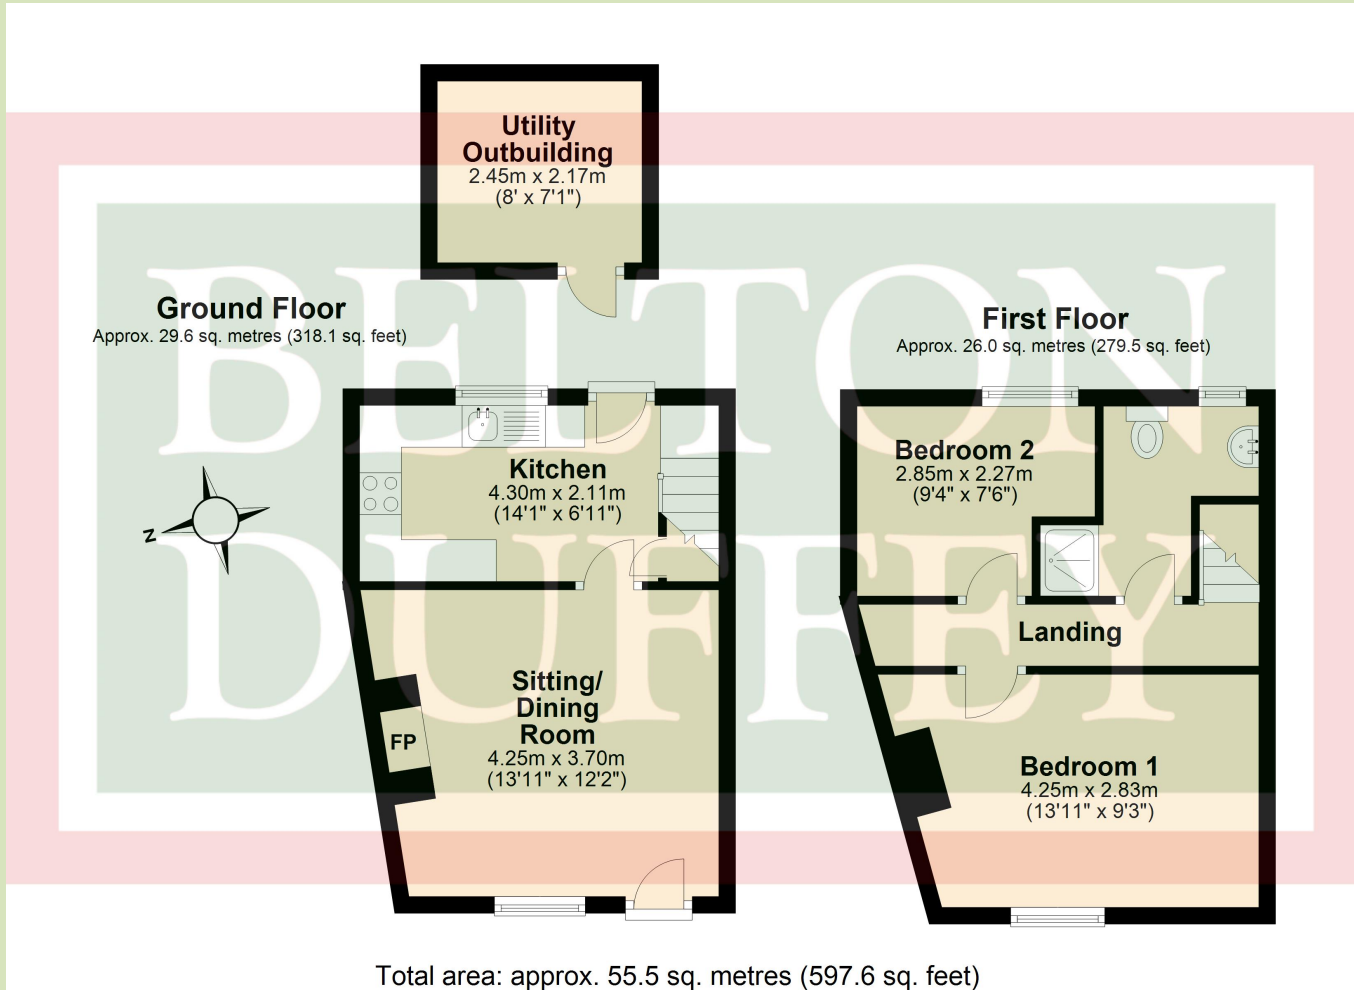 Utility
Outbuilding
2.45m x 2.17m
(8' x 7'1")
Ground Floor
Approx. 29.6 sq. metres (318.1 sq. feet)
First Floor
Approx. 26.0 sq. metres (279.5 sq. feet)
BELTON
DUFFEY
Kitchen
4.30m x 2.11m
(14'1" x 6'11")
N
Sitting/
Dining
Room
4.25m x 3.70m
(13'11" x 12'2")
FP
Bedroom 2
2.85m x 2.27m
(9'4" x 7'6")
Landing
Bedroom 1
4.25m x 2.83m
(13'11" x 9'3")
Total area: approx. 55.5 sq. metres (597.6 sq. feet)